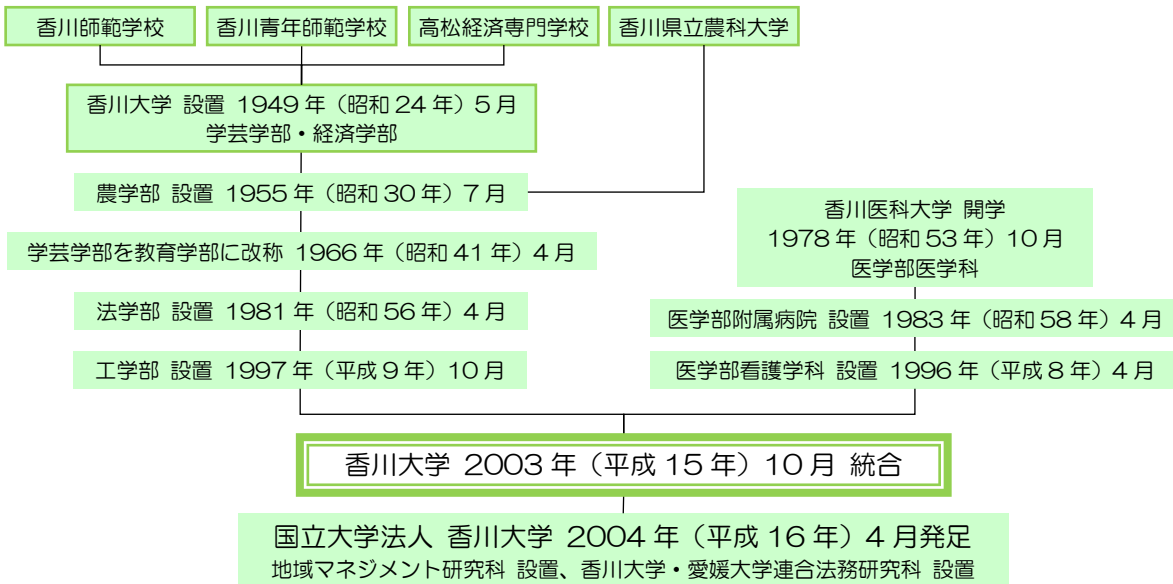 香川師範学校
香川青年師範学校
高松経済専門学校
香川県立農科大学
香川大学 設置 1949年（昭和24年）5月
学芸学部・経済学部
農学部 設置 1955年（昭和30年）7月
学芸学部を教育学部に改称 1966年（昭和41年）4月
法学部 設置 1981年（昭和56年）4月
工学部 設置 1997年（平成9年）10月
香川医科大学 開学
1978年（昭和53年）10月
医学部医学科
医学部附属病院 設置 1983年（昭和58年）4月
医学部看護学科 設置 1996年（平成8年）4月
香川大学 2003年（平成15年）10月 統合
国立大学法人 香川大学 2004年（平成16年）4月発足
地域マネジメント研究科 設置、香川大学・愛媛大学連合法務研究科 設置